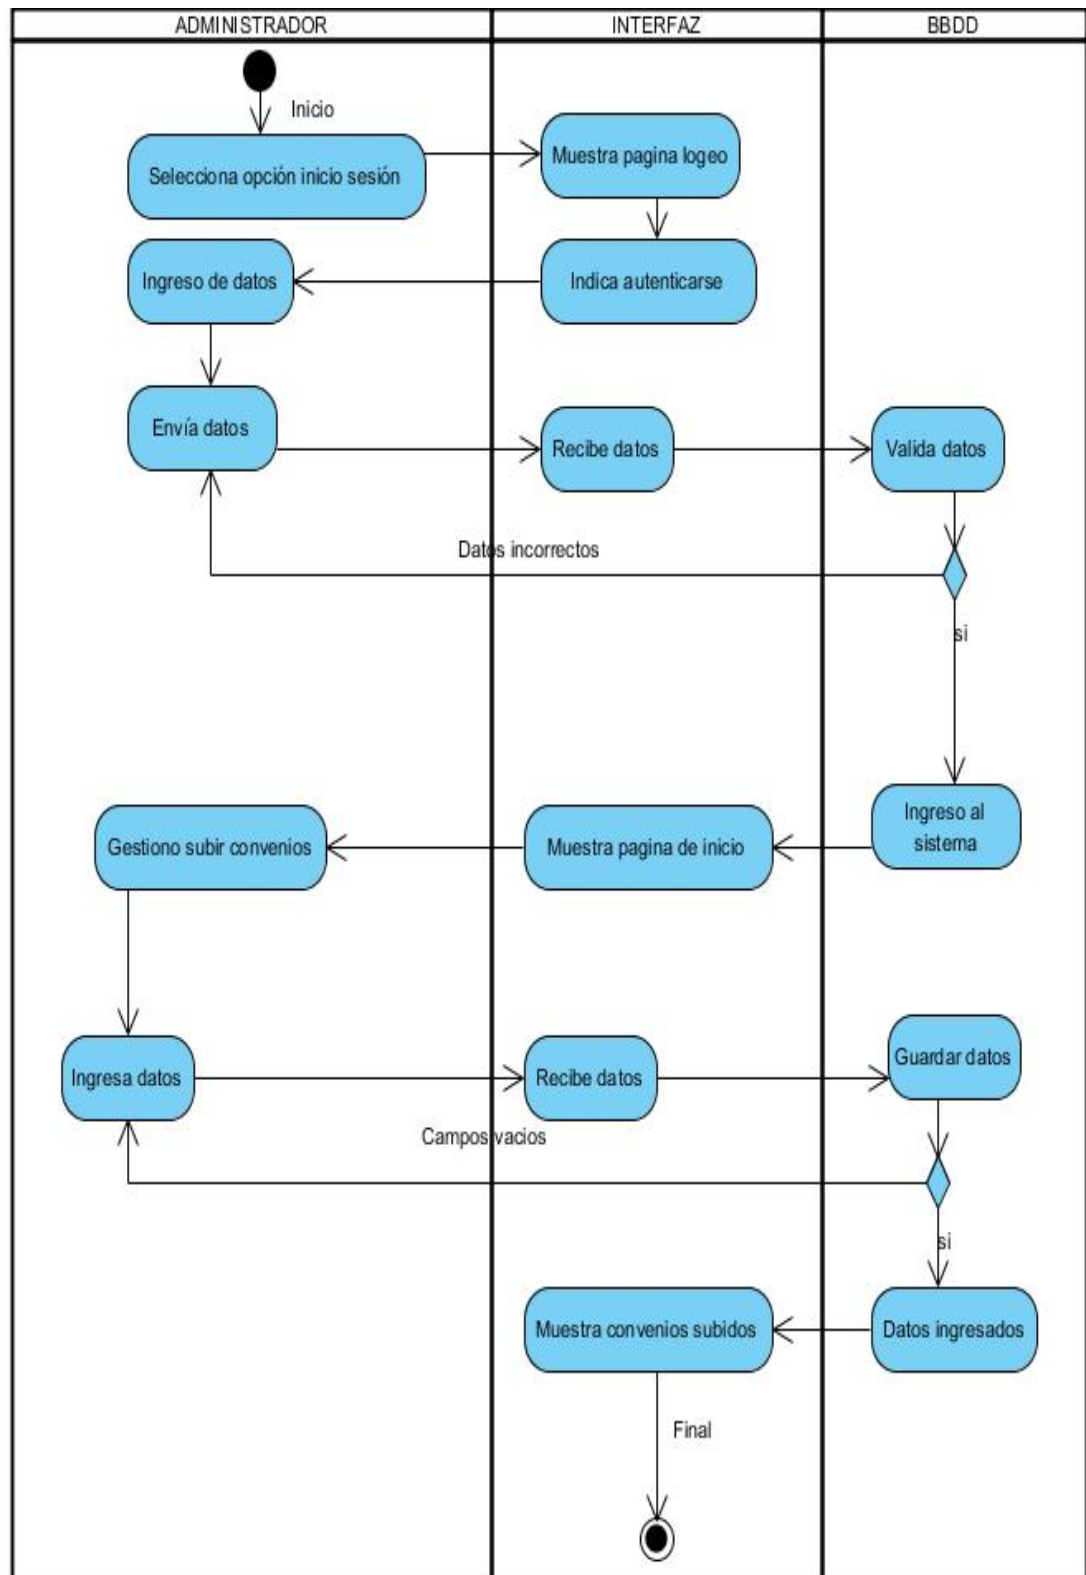 ADMINISTRADOR
INTERFAZ
BBDD
Inicio
Selecciona opción inicio sesión
Muestra pagina logeo
Ingreso de datos
Indica autenticarse
Envía datos
Recibe datos
Valida datos
Datos incorrectos
si
Gestiono subir convenios
Muestra pagina de inicio
Ingreso al
sistema
Ingresa datos
Recibe datos
Guardar datos
Campos vacios
si
Muestra convenios subidos
Datos ingresados
Final